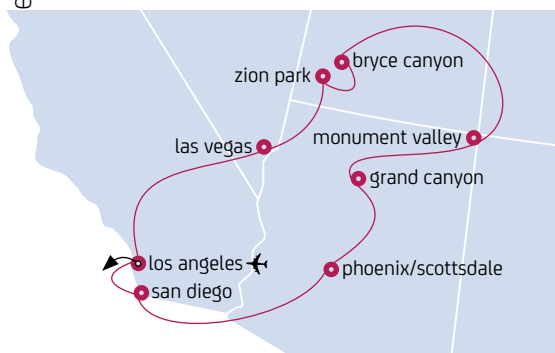 e
bryce canyon
zion park
las vegas
monument valley
grand canyon
los angeles
phoenix/scottsdale
san diego